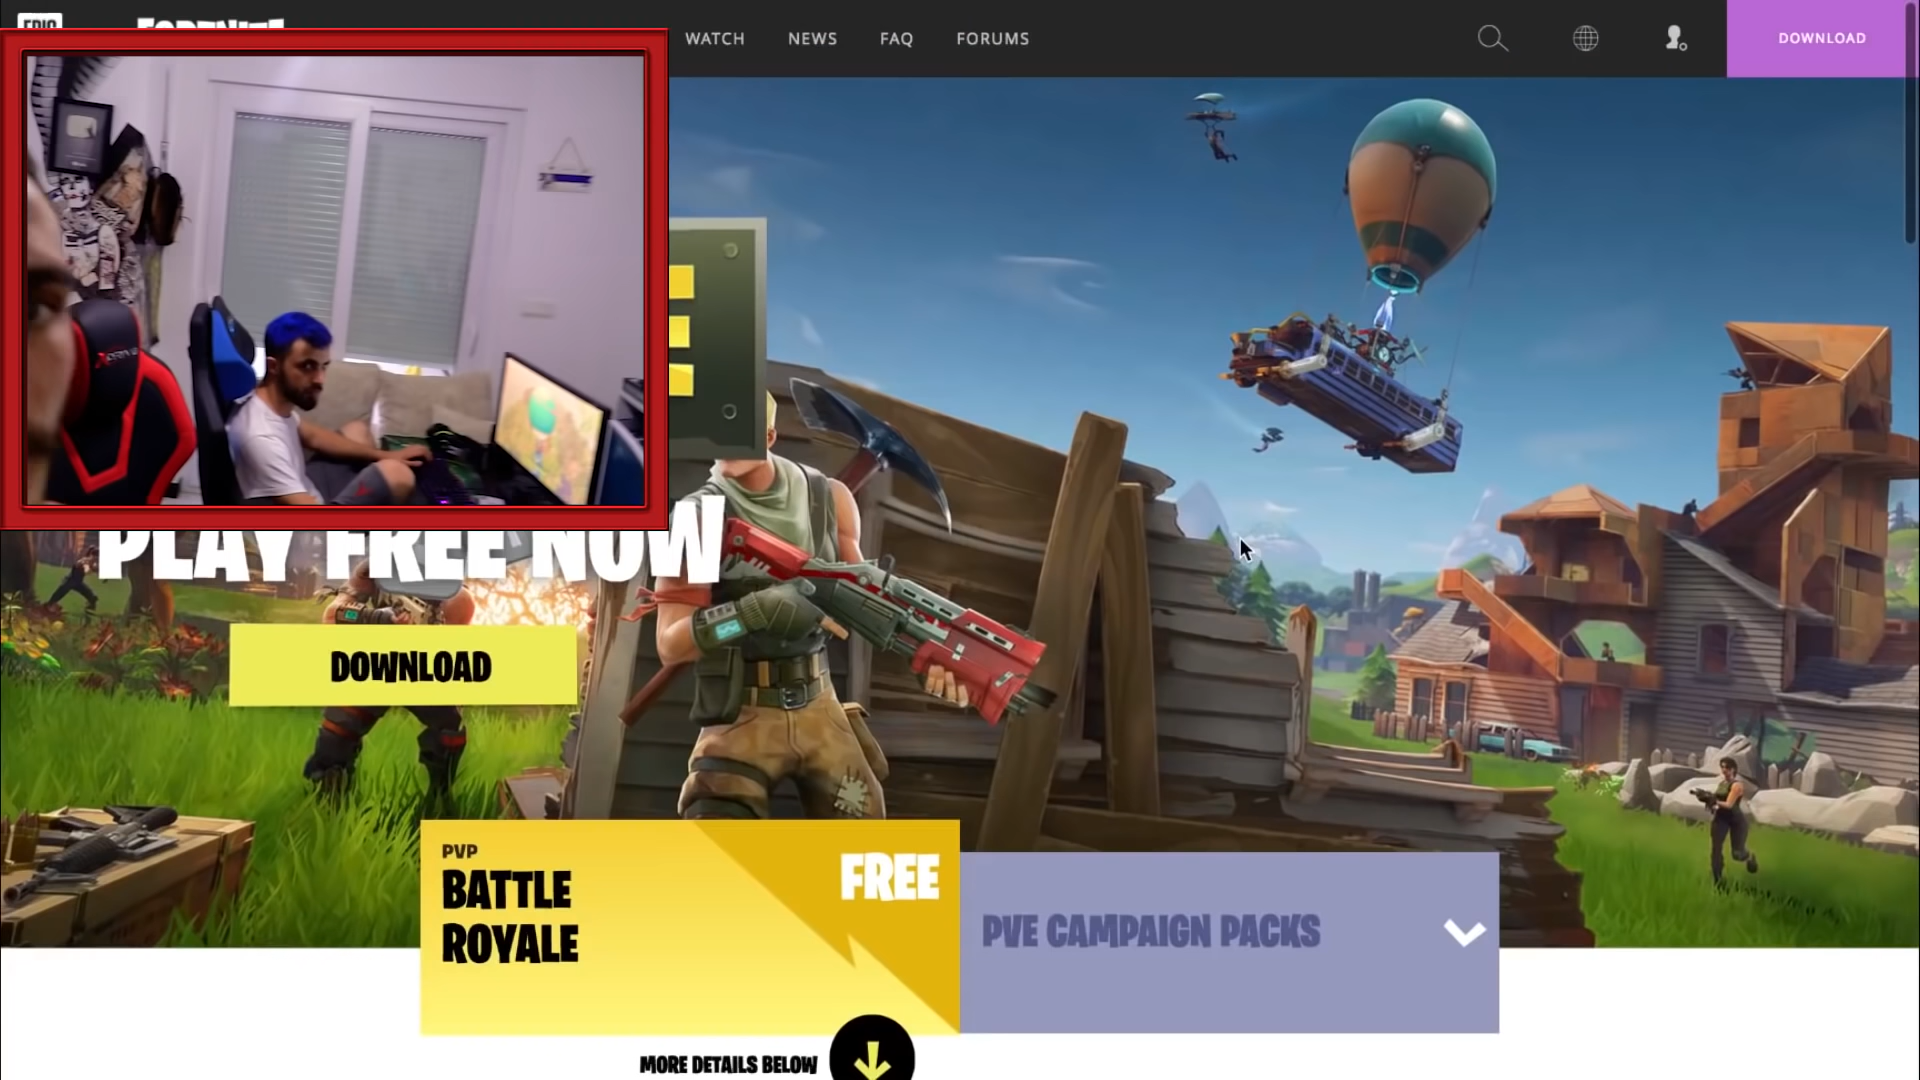 WATCH
NEWS
FAQ
FORUMS
DOWNLOAD
PLAY FREE NOW
DOWNLOAD
PVP
BATTLE
ROYALE
FREE
PVE CAMPAIGN PACKS
MORE DETAILS BELOW